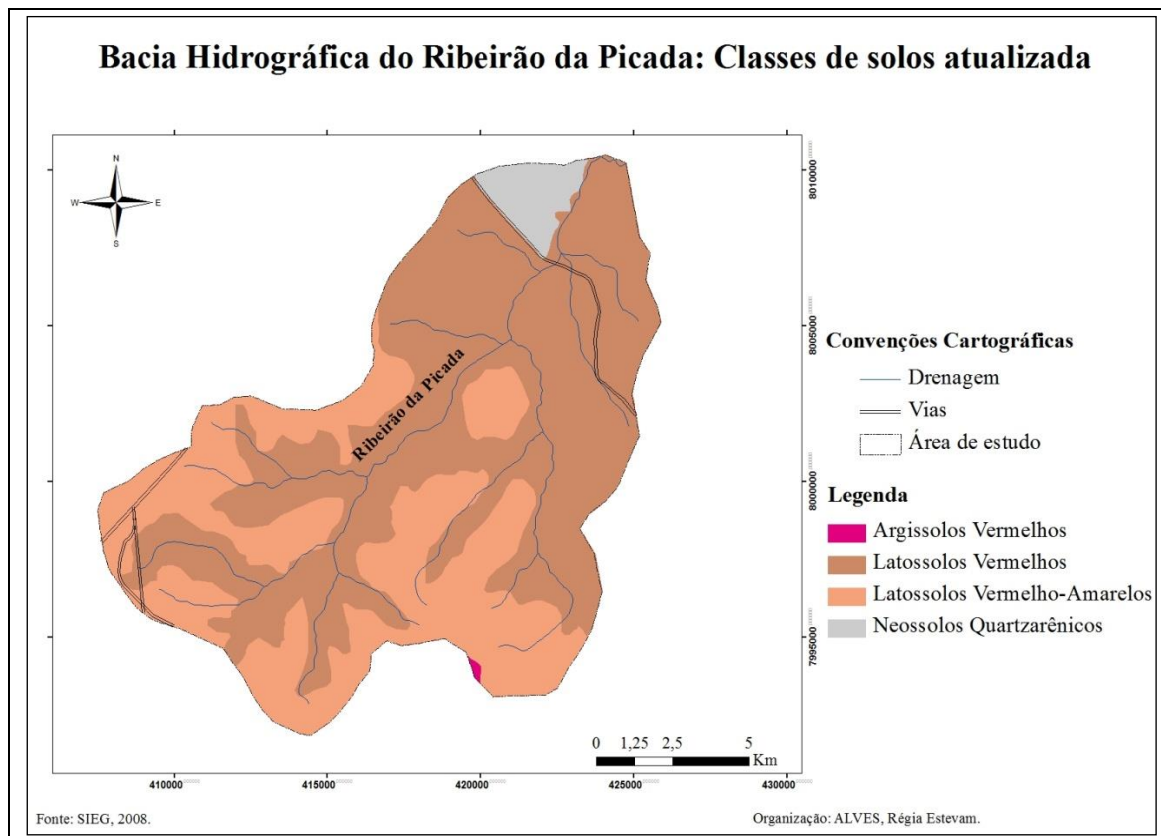 Bacia Hidrográfica do Ribeirão da Picada: Classes de solos atualizada
N
W
E
S
8010000
8005000
8000000
7995000
Ribeirão da Picada
Convenções Cartográficas
Drenagem
Vias
Área de estudo
Legenda
Argissolos Vermelhos
Latossolos Vermelhos
Latossolos Vermelho-Amarelos
Neossolos Quartzarênicos
0 1,25 2,5 5
Km
410000 415000 420000 425000 430000
Fonte: SIEG, 2008.
Organização: ALVES, Régia Estevam.